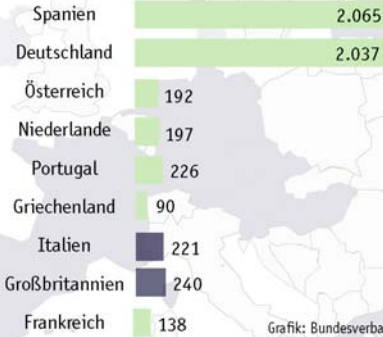 Spanien 2.065
Deutschland 2.037
Österreich 192
Niederlande 197
Portugal 226
Griechenland 90
Italien 221
Großbritannien 240
Frankreich 138
Grafik: Bundesverba